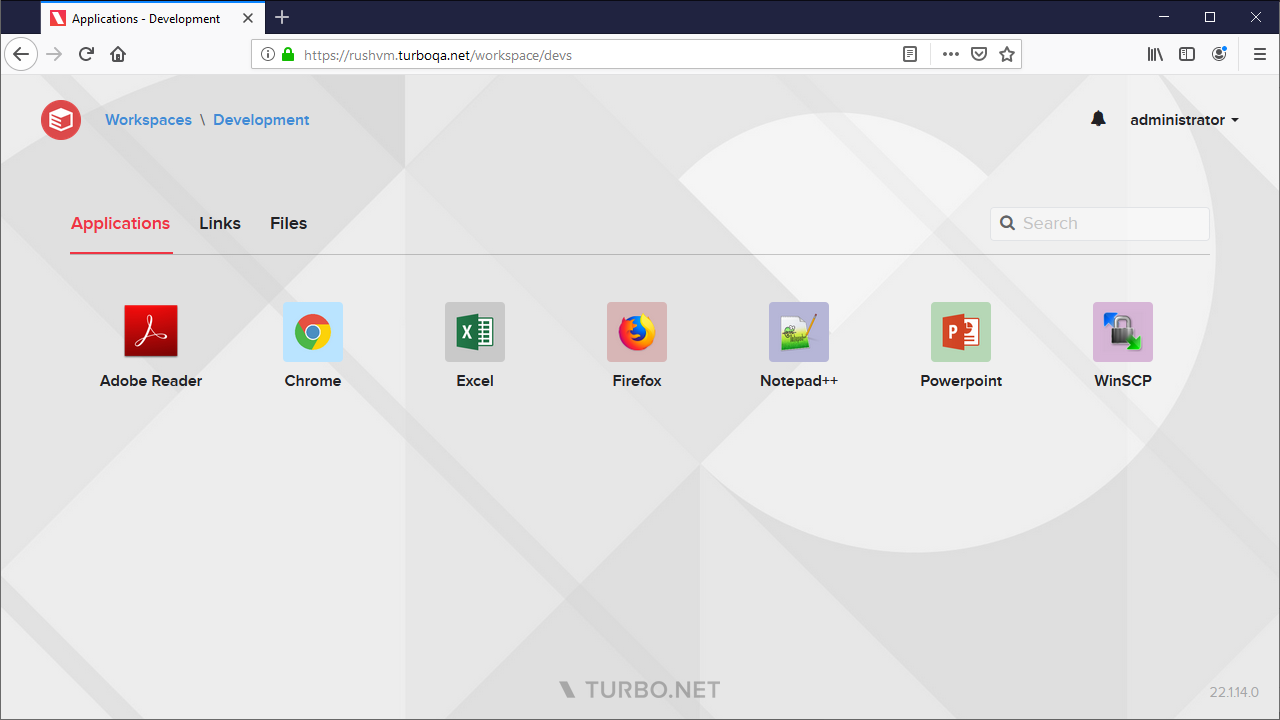 Applications - Development
https://rushvm.turboqa.net/workspace/devs
Workspaces \ Development
administrator
Applications Links Files
Search
Adobe Reader Chrome Excel Firefox Notepad++ Powerpoint WinSCP
TURBO.NET
22.1.14.0